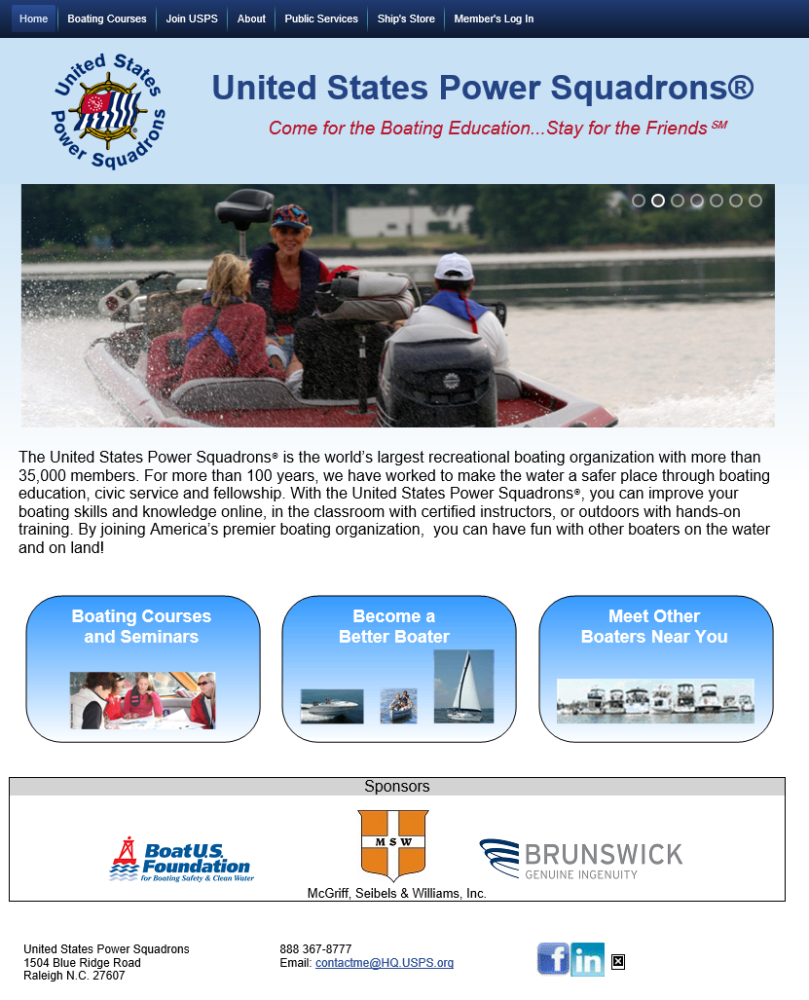 Home Boating Courses Join USPS About Public Services Ship's Store Member's Log In
United States
Power Squadrons
®
United States Power Squadrons®
Come for the Boating Education...Stay for the Friends℠
The United States Power Squadrons® is the world’s largest recreational boating organization with more than
35,000 members. For more than 100 years, we have worked to make the water a safer place through boating
education, civic service and fellowship. With the United States Power Squadrons®, you can improve your
boating skills and knowledge online, in the classroom with certified instructors, or outdoors with hands-on
training. By joining America’s premier boating organization,  you can have fun with other boaters on the water
and on land!
Boating Courses
and Seminars
Become a
Better Boater
Meet Other
Boaters Near You
Sponsors
BoatU.S.
Foundation
for Boating Safety & Clean Water
MSW
McGriff, Seibels & Williams, Inc.
BRUNSWICK
GENUINE INGENUITY
United States Power Squadrons
1504 Blue Ridge Road
Raleigh N.C. 27607
888 367-8777
Email: contactme@HQ.USPS.org
f
in